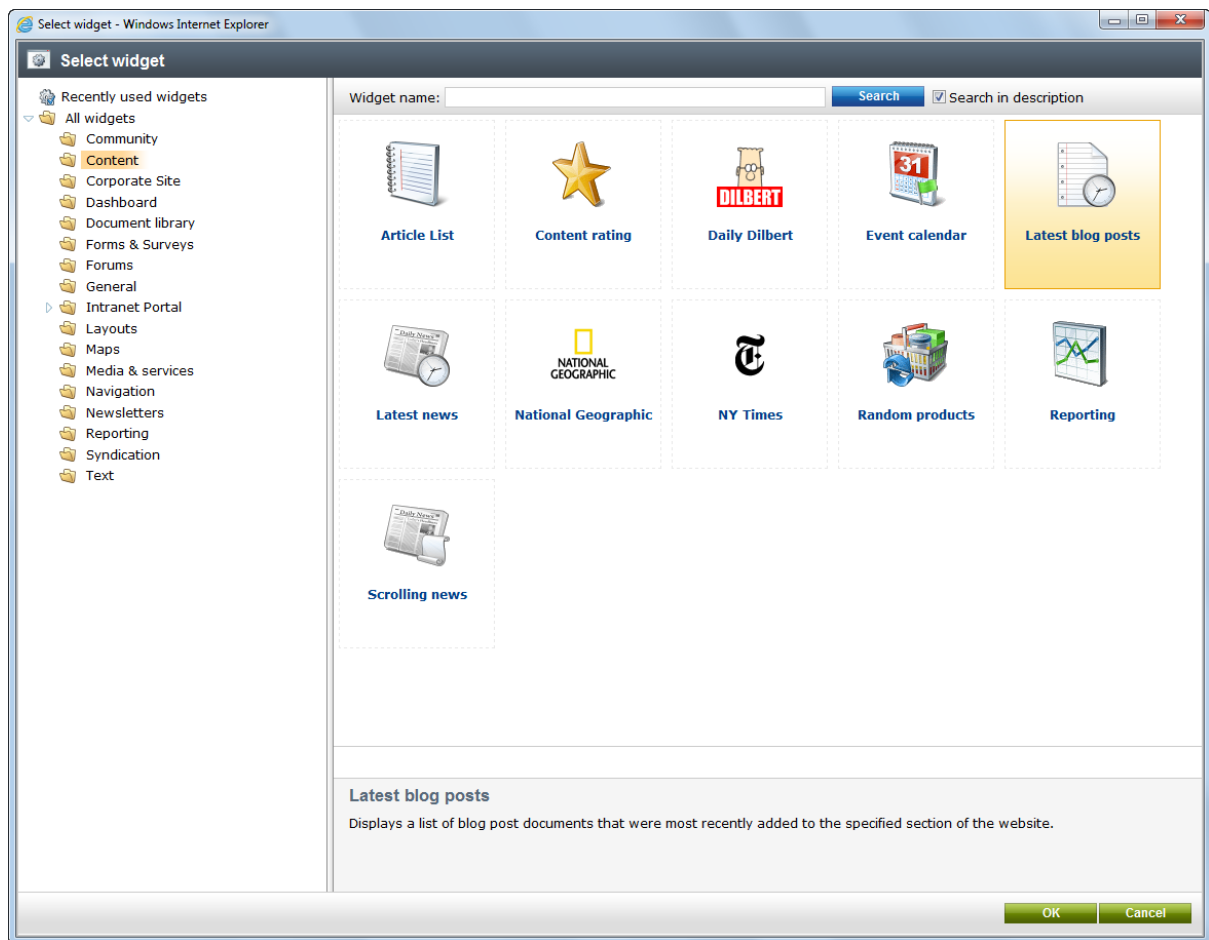 Select widget - Windows Internet Explorer
Select widget
Recently used widgets
All widgets
Community
Content
Corporate Site
Dashboard
Document library
Forms & Surveys
Forums
General
Intranet Portal
Layouts
Maps
Media & services
Navigation
Newsletters
Reporting
Syndication
Text
Widget name:
Search
Search in description
Article List
Content rating
31
DILBERT
Daily Dilbert
Event calendar
Latest blog posts
Daily News
Latest news
NATIONAL
GEOGRAPHIC
National Geographic
NY Times
Random products
Reporting
Daily News
Scrolling news
Latest blog posts
Displays a list of blog post documents that were most recently added to the specified section of the website.
OK
Cancel